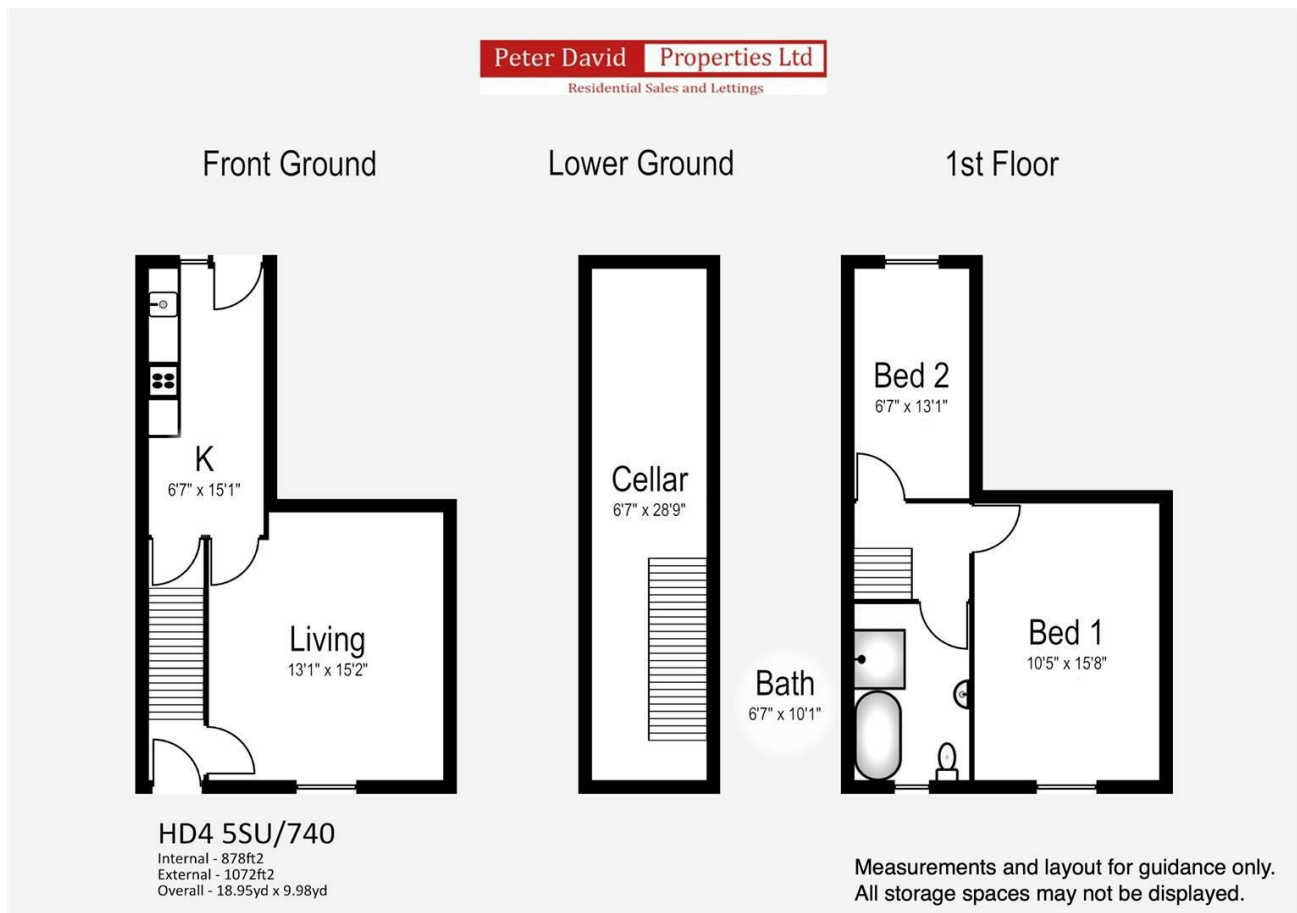 Peter David Properties Ltd
Residential Sales and Lettings
Front Ground
Lower Ground
1st Floor
K
6'7" x 15'1"
Living
13'1" x 15'2"
Cellar
6'7" x 28'9"
Bed 2
6'7" x 13'1"
Bed 1
10'5" x 15'8"
Bath
6'7" x 10'1"
HD4 5SU/740
Internal - 878ft2
External - 1072ft2
Overall - 18.95yd x 9.98yd
Measurements and layout for guidance only.
All storage spaces may not be displayed.